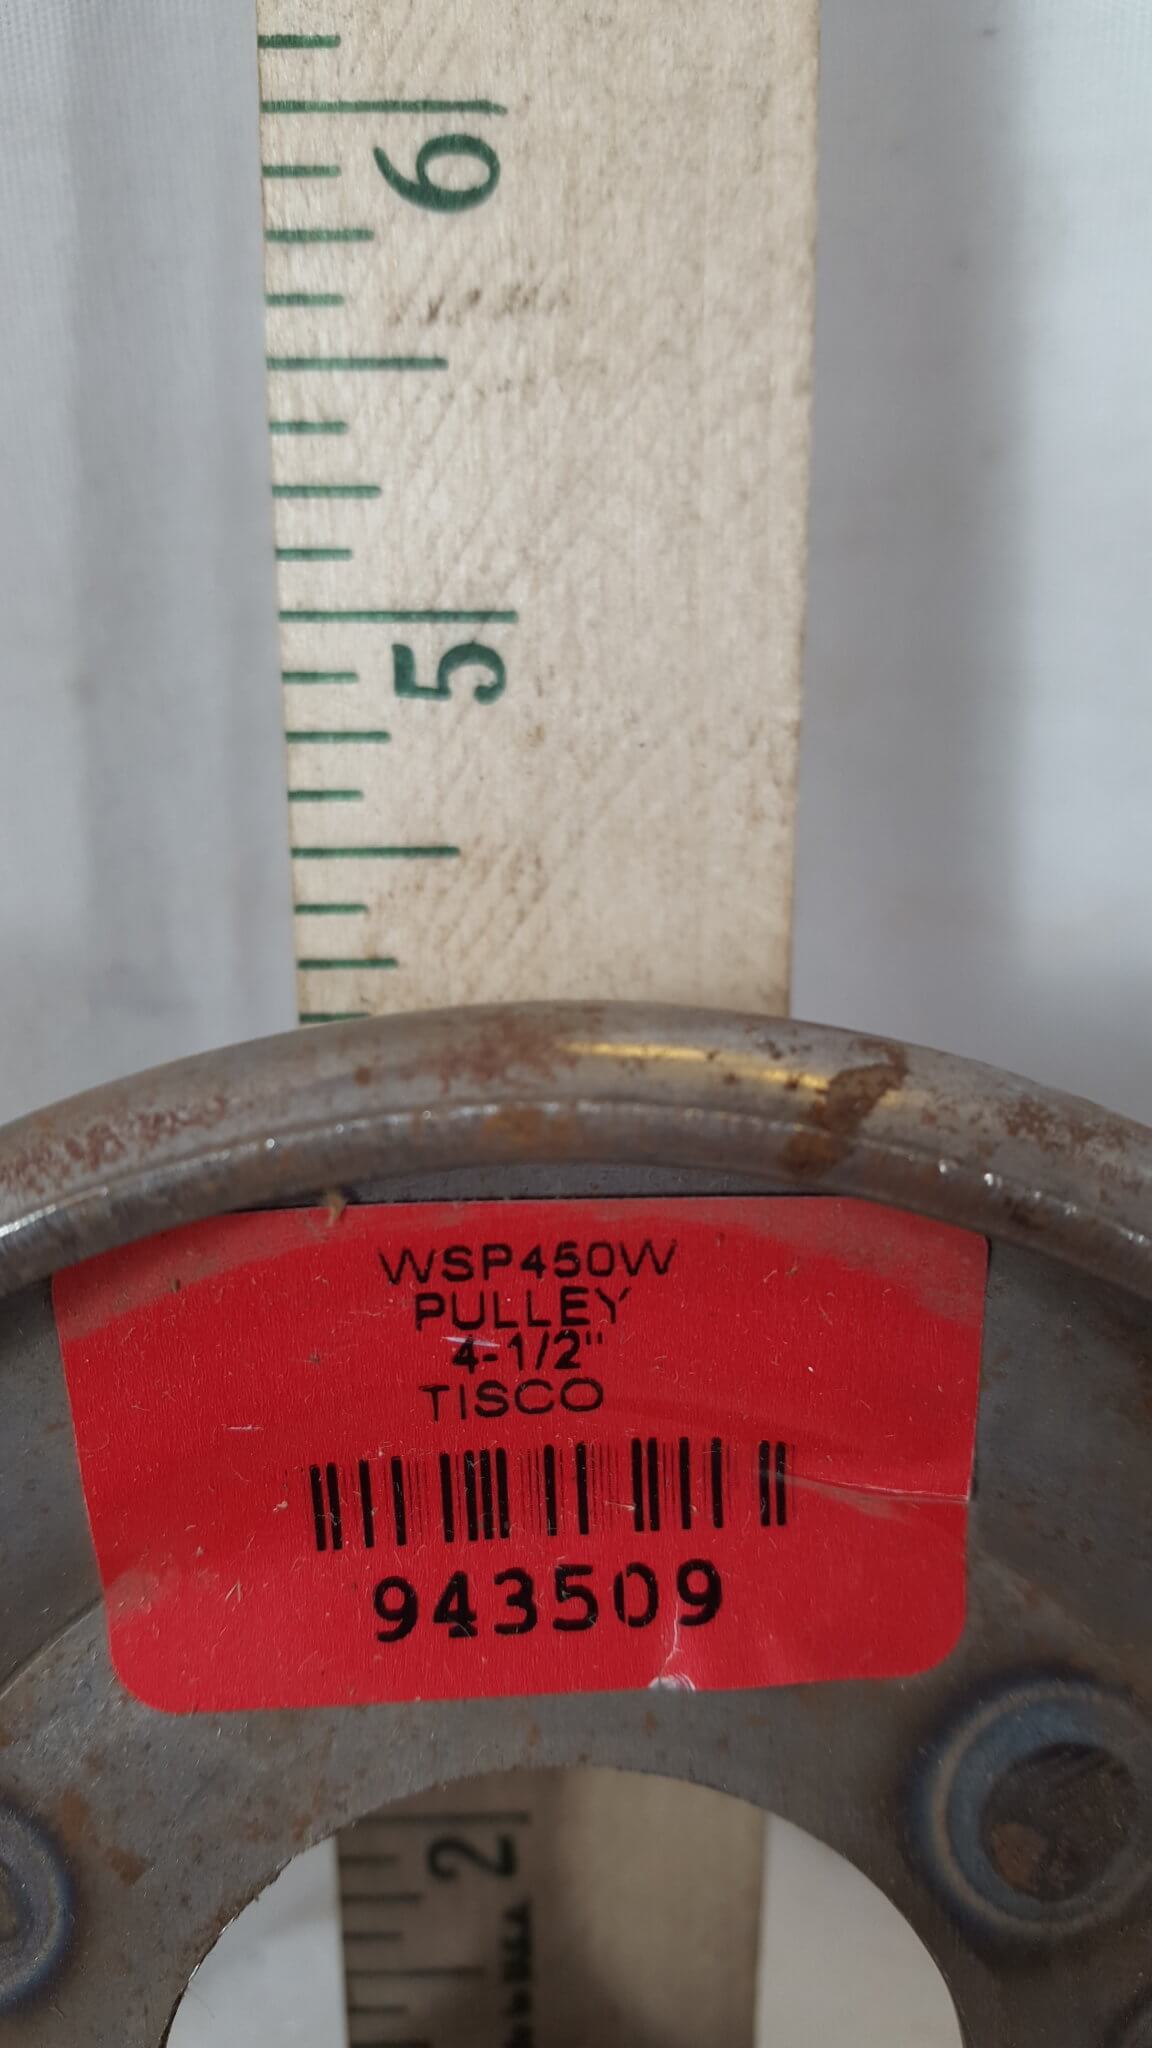 6
5
WSP450W
PULLEY
4-1/2"
TISCO
943509
2
U.S.A.